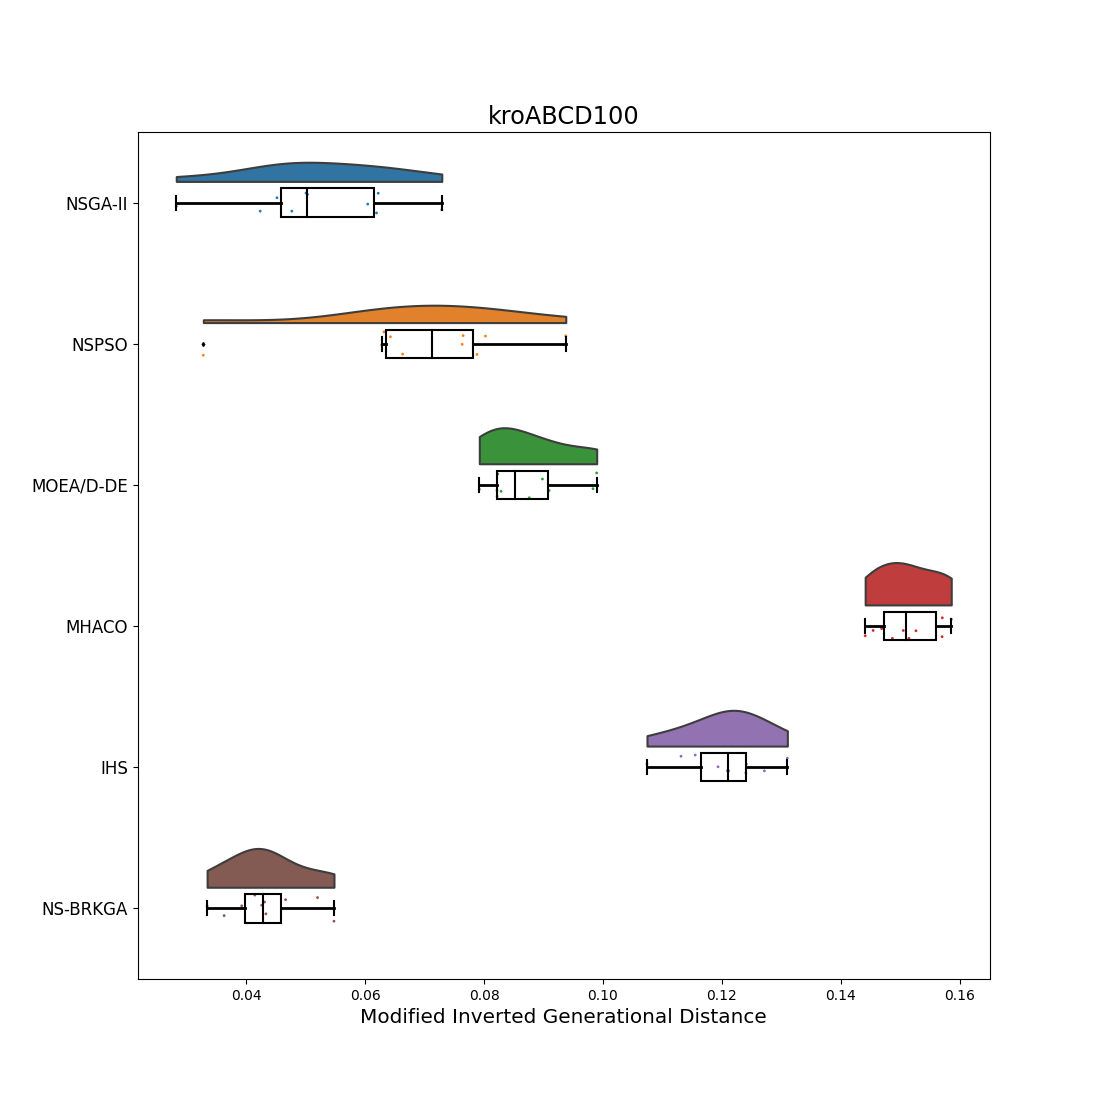 kroABCD100
NSGA-II
NSPSO
MOEA/D-DE
MHACO
IHS
NS-BRKGA
0.04 0.06 0.08 0.10 0.12 0.14 0.16
Modified Inverted Generational Distance